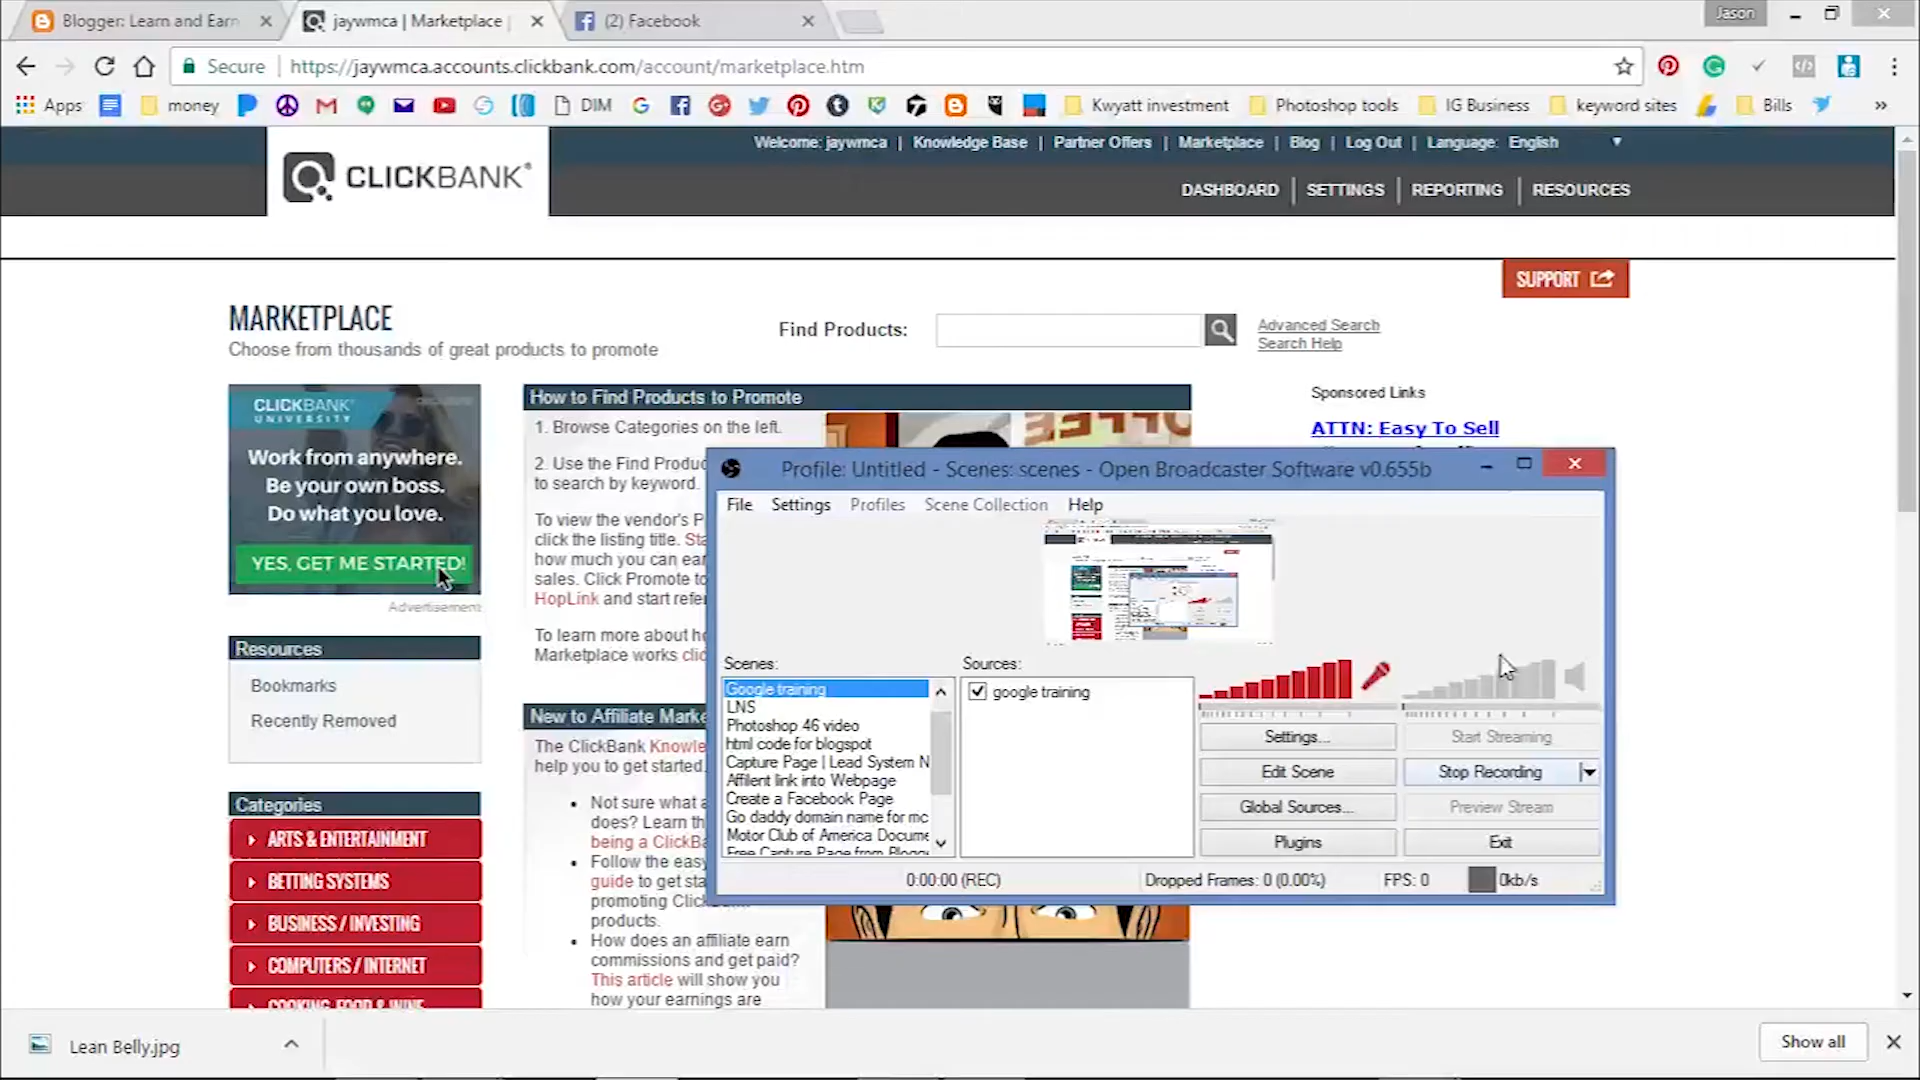 Blogger: Learn and Earn
jaywmca | Marketplace
(2) Facebook
Jason
Secure
https://jaywmca.accounts.clickbank.com/account/marketplace.htm
Apps
money
DIM
Kwyatt investment
Photoshop tools
IG Business
keyword sites
Bills
»
Welcome: jaywmca | Knowledge Base | Partner Offers | Marketplace | Blog | Log Out | Language: English
CLICKBANK®
DASHBOARD | SETTINGS | REPORTING | RESOURCES
SUPPORT
MARKETPLACE
Choose from thousands of great products to promote
Find Products:
Advanced Search
Search Help
CLICKBANK®
UNIVERSITY
Work from anywhere.
Be your own boss.
Do what you love.
YES, GET ME STARTED!
Advertisement
Resources
Bookmarks
Recently Removed
Categories
ARTS & ENTERTAINMENT
BETTING SYSTEMS
BUSINESS / INVESTING
COMPUTERS / INTERNET
COOKING, FOOD & WINE
How to Find Products to Promote
1. Browse Categories on the left.
2. Use the Find Produc
to search by keyword.
To view the vendor's P
click the listing title. Sta
how much you can ear
sales. Click Promote to
HopLink and start refer
To learn more about ho
Marketplace works clic
New to Affiliate Marke
The ClickBank Knowle
help you to get started.
Not sure what a
does? Learn th
being a ClickBa
Follow the easy
guide to get sta
promoting Click
products.
How does an affiliate earn
commissions and get paid?
This article will show you
how your earnings are
Sponsored Links
ATTN: Easy To Sell
Profile: Untitled - Scenes: scenes - Open Broadcaster Software v0.655b
File
Settings
Profiles
Scene Collection
Help
Scenes:
Google training
LNS
Photoshop 46 video
html code for blogspot
Capture Page | Lead System N
Affilent link into Webpage
Create a Facebook Page
Go daddy domain name for mc
Motor Club of America Docume
Free Capture Page from Blogg
Sources:
google training
Settings...
Start Streaming
Edit Scene
Stop Recording
Global Sources...
Preview Stream
Plugins
Exit
0:00:00 (REC)
Dropped Frames: 0 (0.00%)
FPS: 0
0kb/s
Lean Belly.jpg
Show all